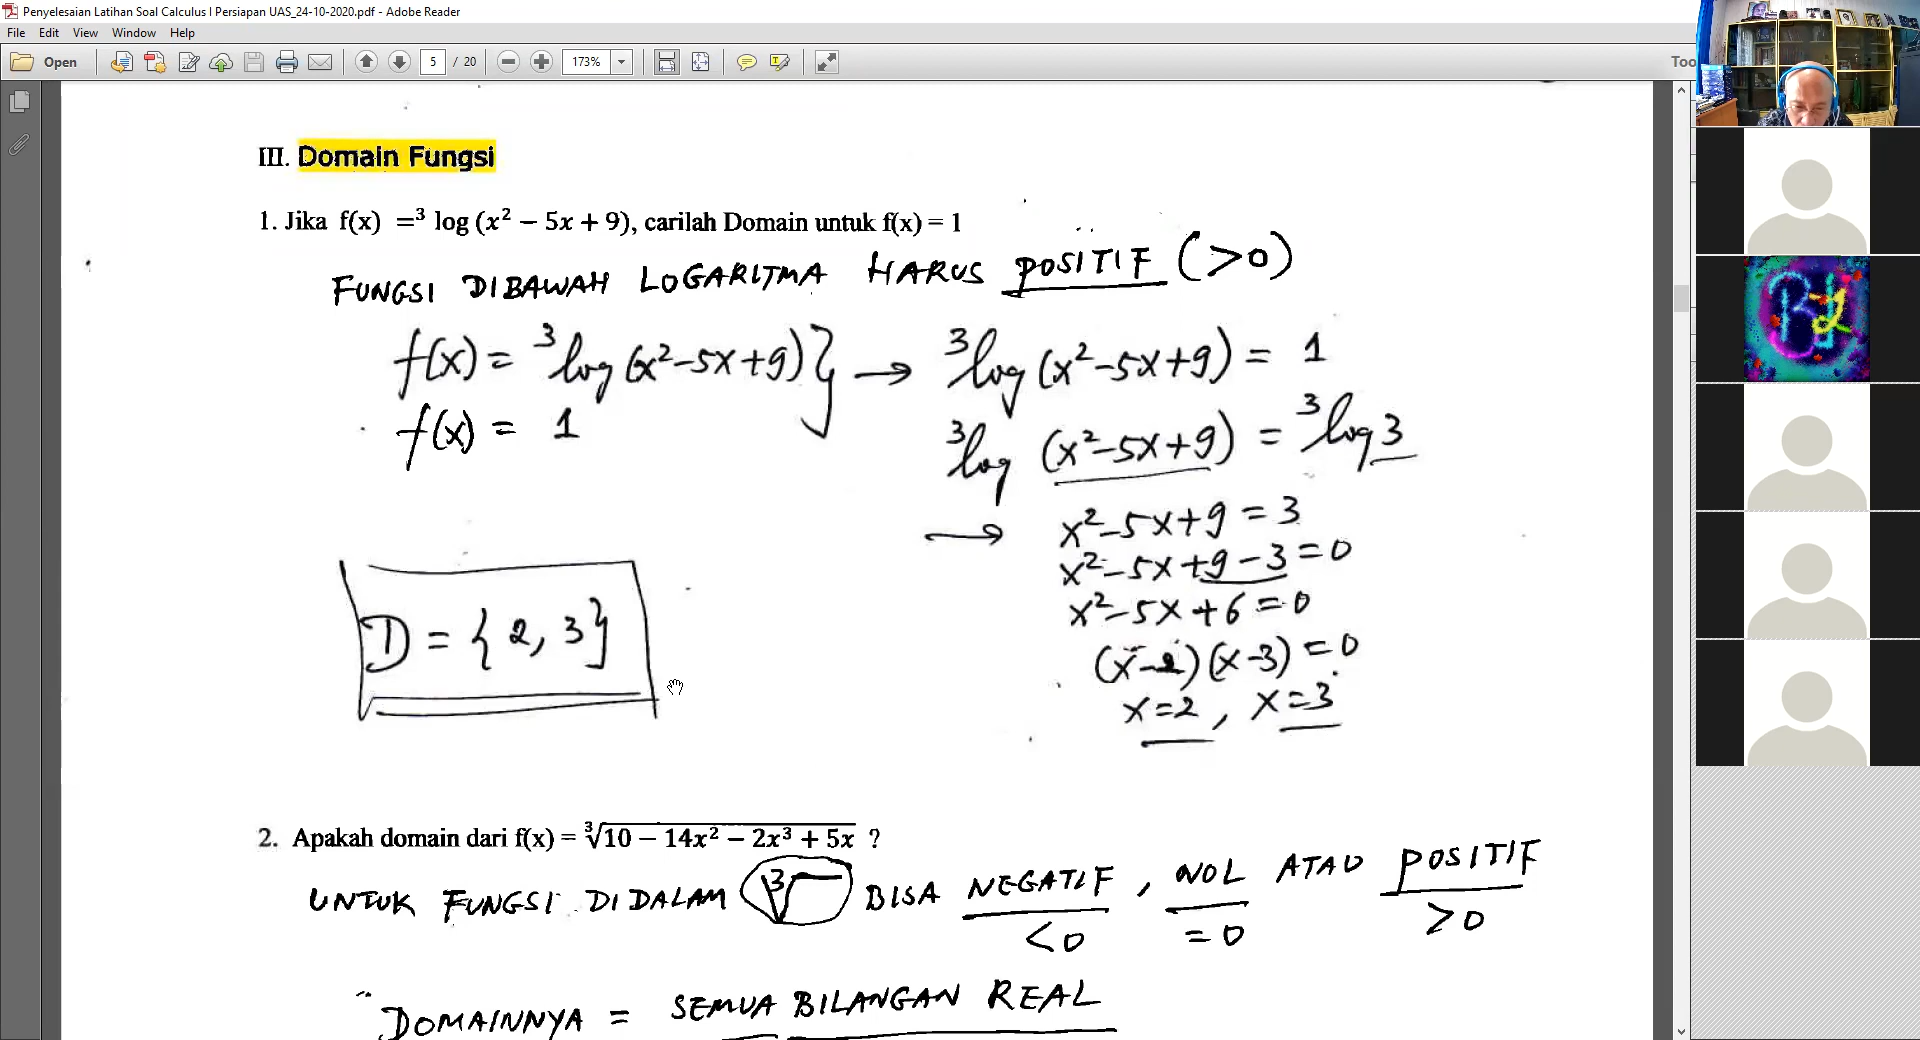 Penyelesaian Latihan Soal Calculus I Persiapan UAS_24-10-2020.pdf - Adobe Reader
File Edit View Window Help
Open 5 / 20 173% Too
III. Domain Fungsi
1. Jika f(x) =³ log (x² − 5x + 9), carilah Domain untuk f(x) = 1
FUNGSI DIBAWAH LOGARITMA HARUS POSITIF (>0)
f(x) = ³log (x²-5x+9)} → ³log (x²-5x+9) = 1
f(x) = 1
³log (x²-5x+9) = ³log 3
→ x²-5x+9 = 3
x²-5x+9-3 = 0
x²-5x+6 = 0
(x-2)(x-3) = 0
x=2, x=3
D = {2, 3}
2. Apakah domain dari f(x) = ∛10 − 14x² − 2x³ + 5x ?
UNTUK FUNGSI DIDALAM ∛ BISA NEGATIF, NOL ATAU POSITIF
<0 =0 >0
DOMAINNYA = SEMUA BILANGAN REAL